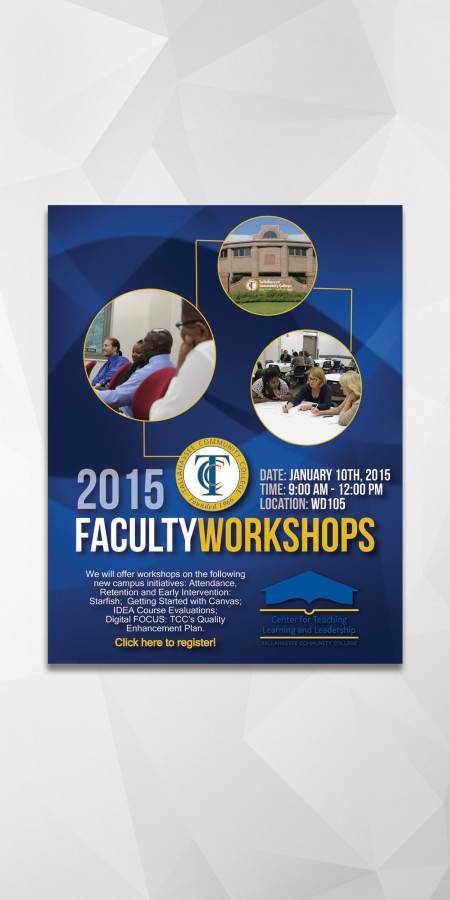 Tallahassee
Community College
TALLAHASSEE COMMUNITY COLLEGE
TCC
Founded 1966
2015
DATE: JANUARY 10TH, 2015
TIME: 9:00 AM - 12:00 PM
LOCATION: WD105
FACULTYWORKSHOPS
We will offer workshops on the following
new campus initiatives: Attendance,
Retention and Early Intervention:
Starfish; Getting Started with Canvas;
IDEA Course Evaluations;
Digital FOCUS: TCC's Quality
Enhancement Plan.
Click here to register!
Center for Teaching
Learning and Leadership
TALLAHASSEE COMMUNITY COLLEGE